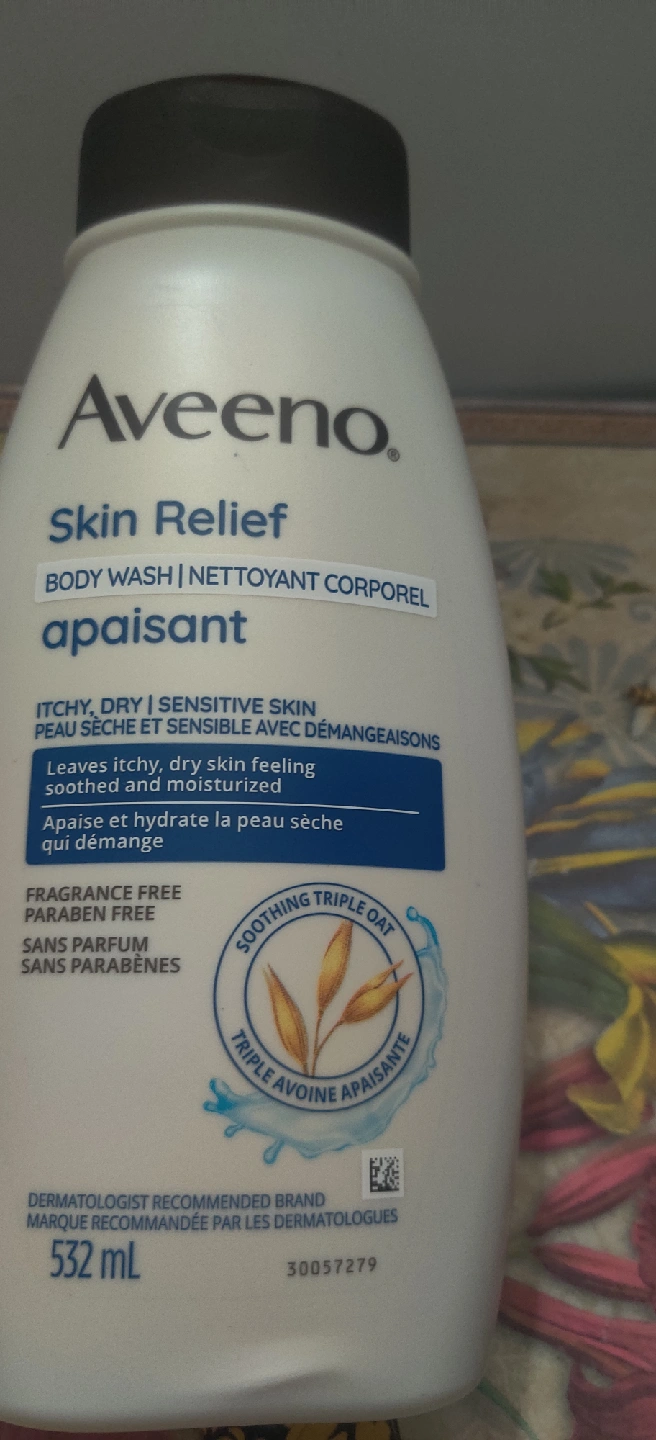 Aveeno®
Skin Relief
BODY WASH | NETTOYANT CORPOREL
apaisant
ITCHY, DRY | SENSITIVE SKIN
PEAU SÈCHE ET SENSIBLE AVEC DÉMANGEAISONS
Leaves itchy, dry skin feeling
soothed and moisturized
Apaise et hydrate la peau sèche
qui démange
FRAGRANCE FREE
PARABEN FREE
SANS PARFUM
SANS PARABÈNES
SOOTHING TRIPLE OAT
TRIPLE AVOINE APAISANTE
DERMATOLOGIST RECOMMENDED BRAND
MARQUE RECOMMANDÉE PAR LES DERMATOLOGUES
532 mL
30057279